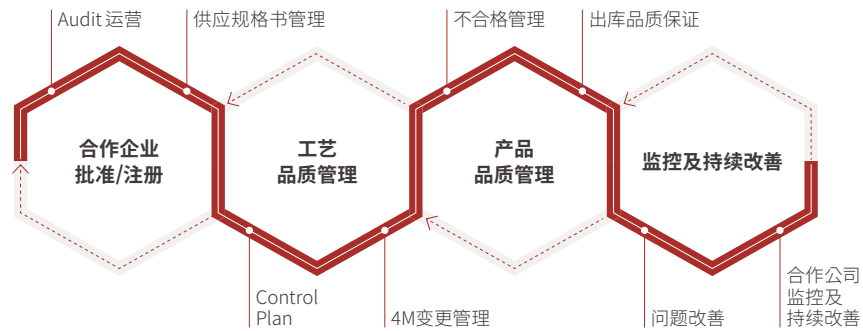 Audit 运营
供应规格书管理
不合格管理
出库品质保证
合作企业
批准/注册
工艺
品质管理
产品
品质管理
监控及持续改善
Control
Plan
4M变更管理
问题改善
合作公司
监控及
持续改善